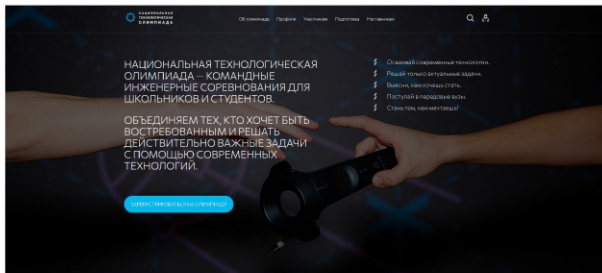 НАЦИОНАЛЬНАЯ
ТЕХНОЛОГИЧЕСКАЯ
ОЛИМПИАДА
Об олимпиаде Профили Участникам Подготовка Наставникам
НАЦИОНАЛЬНАЯ ТЕХНОЛОГИЧЕСКАЯ
ОЛИМПИАДА – КОМАНДНЫЕ
ИНЖЕНЕРНЫЕ СОРЕВНОВАНИЯ ДЛЯ
ШКОЛЬНИКОВ И СТУДЕНТОВ.
ОБЪЕДИНЯЕМ ТЕХ, КТО ХОЧЕТ БЫТЬ
ВОСТРЕБОВАННЫМ И РЕШАТЬ
ДЕЙСТВИТЕЛЬНО ВАЖНЫЕ ЗАДАЧИ
С ПОМОЩЬЮ СОВРЕМЕННЫХ
ТЕХНОЛОГИЙ.
ЗАРЕГИСТРИРОВАТЬСЯ НА ОЛИМПИАДУ
Осваивай современные технологии.
Решай только актуальные задачи.
Выясни, кем хочешь стать.
Поступай в передовые вузы.
Стань тем, кем мечтаешь!